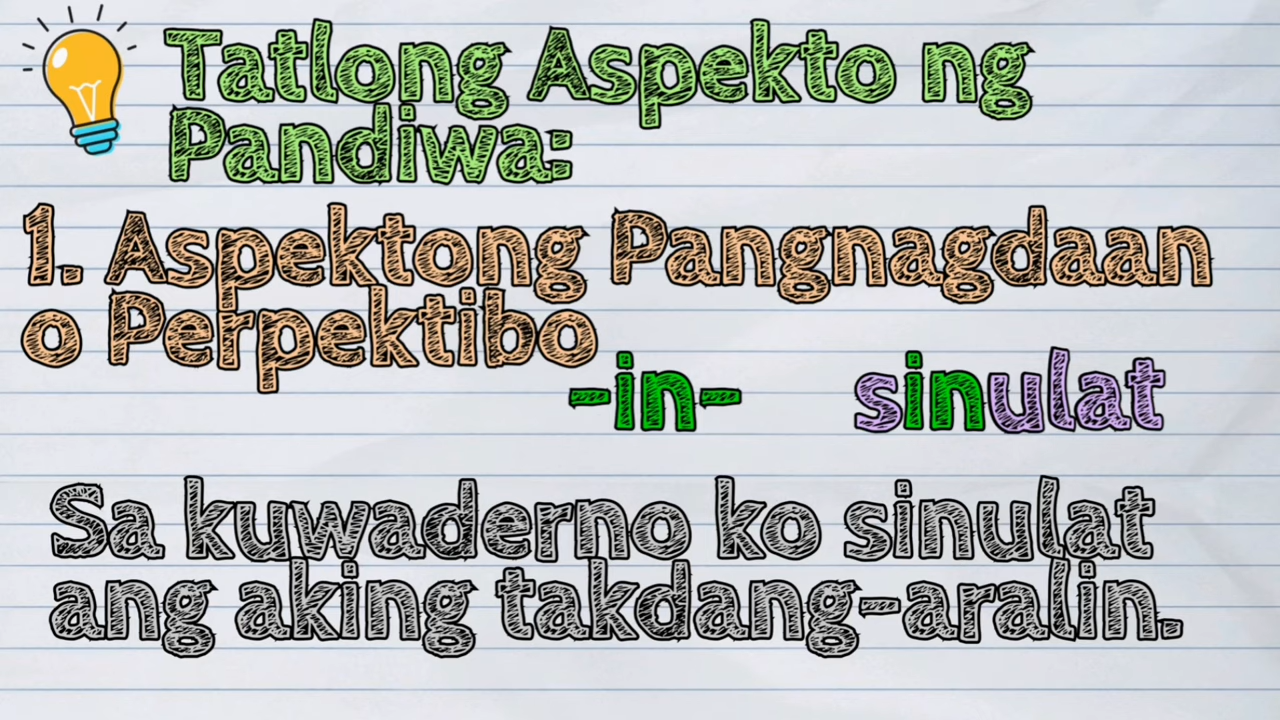 Tatlong Aspekto ng
Pandiwa:
1. Aspektong Pangnagdaan
o Perpektibo
-in- sinulat
Sa kuwaderno ko sinulat
ang aking takdang-aralin.